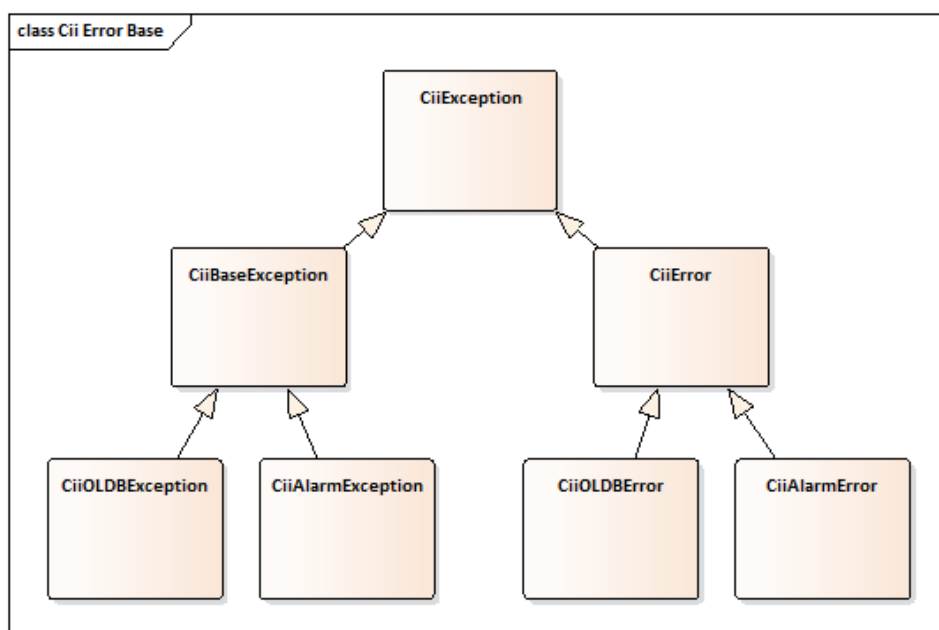 class Cii Error Base
CiiException
CiiBaseException
CiiError
CiiOLDBException
CiiAlarmException
CiiOLDBError
CiiAlarmError